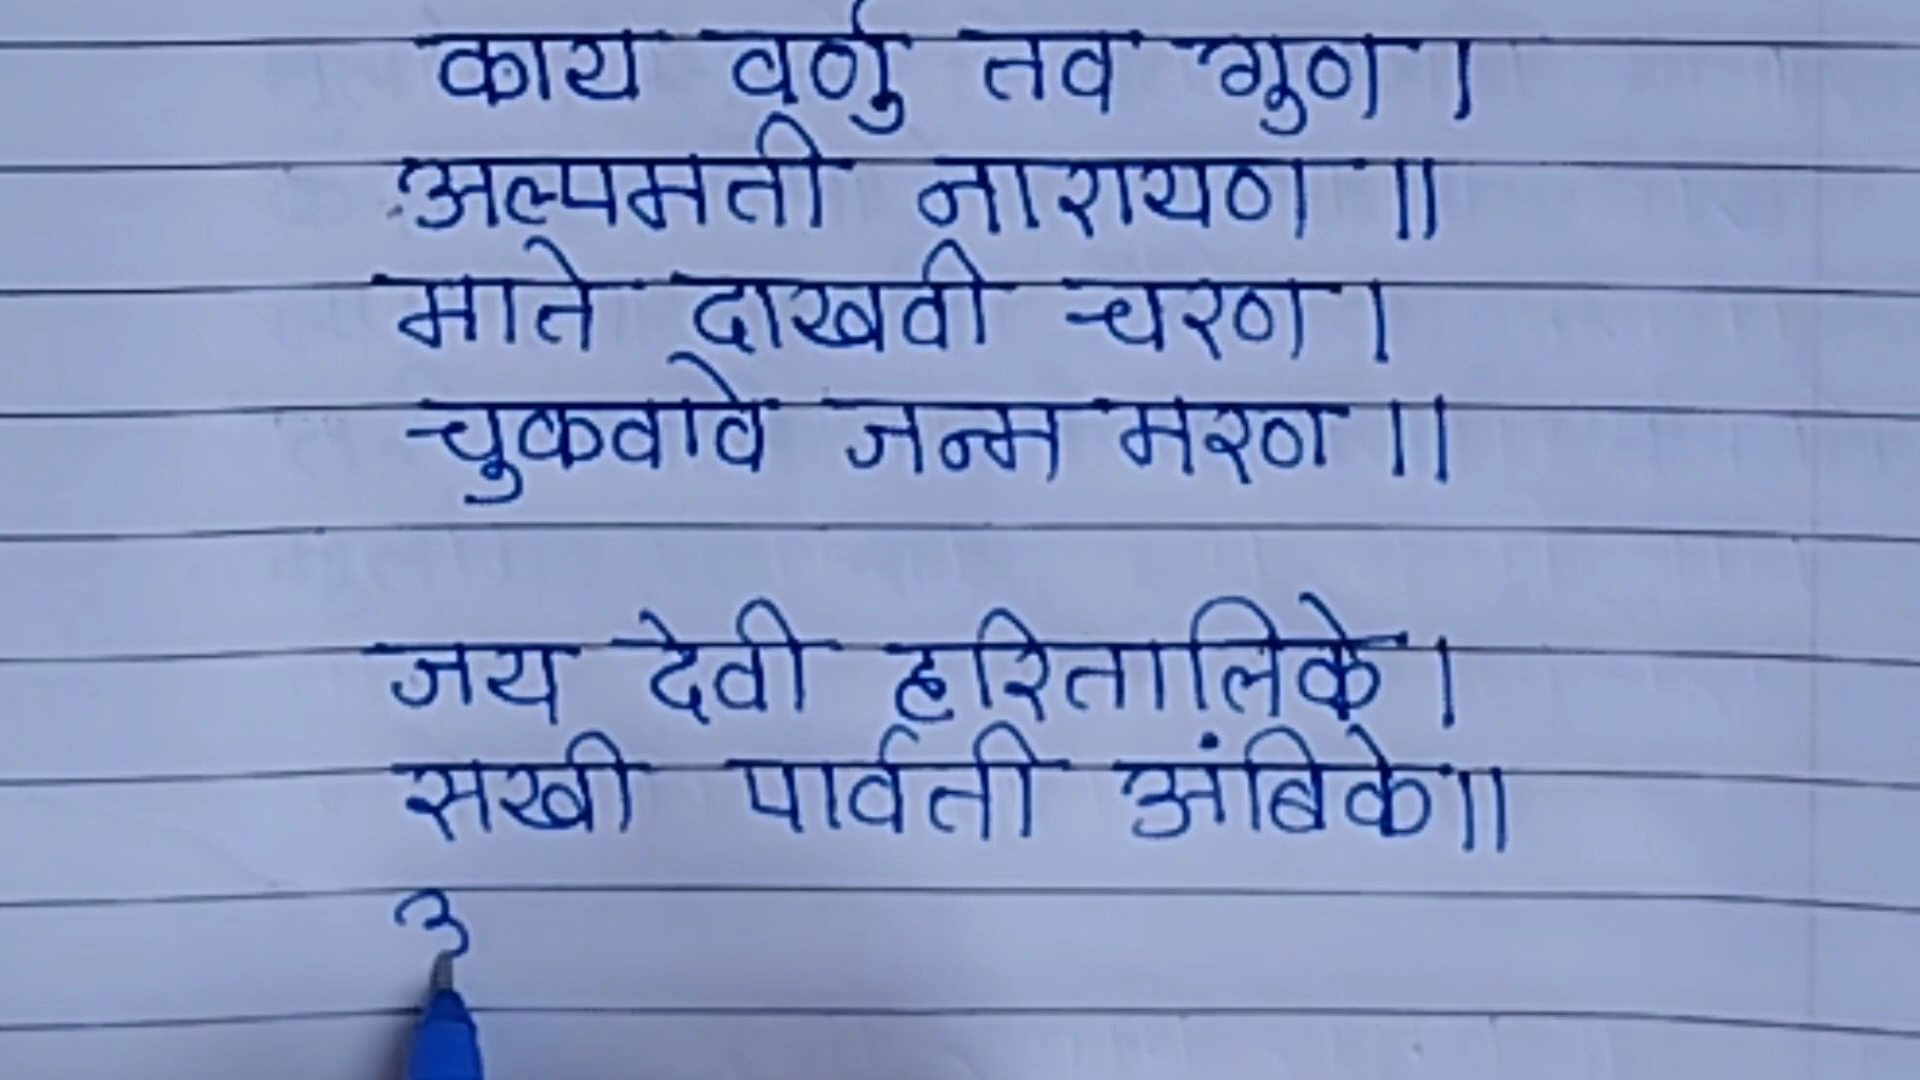 काय वर्णु तव गुण ।
अल्पमती नारायण ॥
माते दाखवी चरण ।
चुकवावे जन्म मरण ॥
जय देवी हरितालिके ।
सखी पार्वती अंबिके ॥